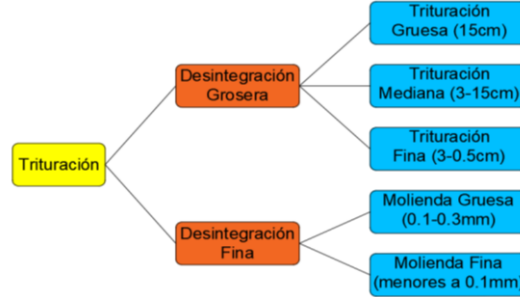 Trituración
Desintegración
Grosera
Desintegración
Fina
Trituración
Gruesa (15cm)
Trituración
Mediana (3-15cm)
Trituración
Fina (3-0.5cm)
Molienda Gruesa
(0.1-0.3mm)
Molienda Fina
(menores a 0.1mm)